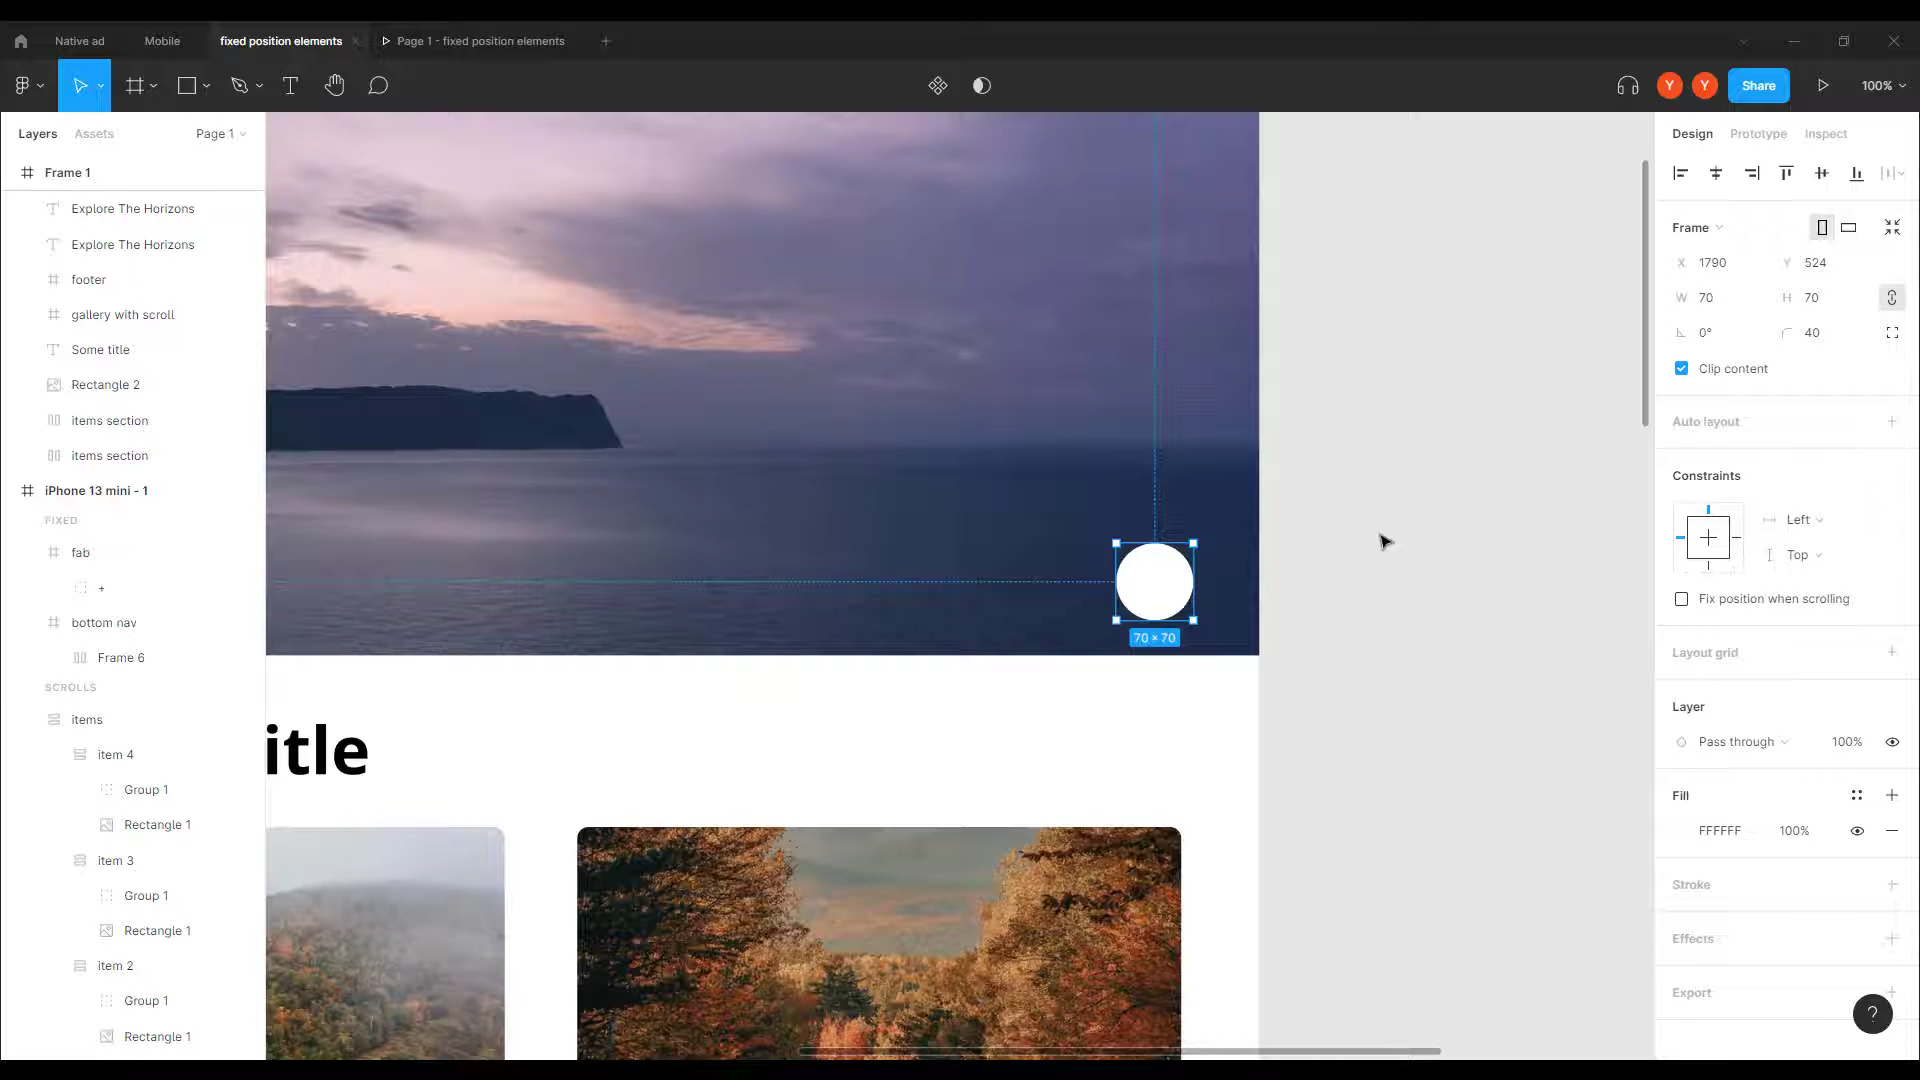 Native ad
Mobile
fixed position elements
Page 1 - fixed position elements
Y
Y
Share
100%
Layers
Assets
Page 1
Frame 1
Explore The Horizons
Explore The Horizons
footer
gallery with scroll
Some title
Rectangle 2
items section
items section
iPhone 13 mini - 1
FIXED
fab
+
bottom nav
Frame 6
SCROLLS
items
item 4
Group 1
Rectangle 1
item 3
Group 1
Rectangle 1
item 2
Group 1
Rectangle 1
70 × 70
itle
Design
Prototype
Inspect
Frame
X 1790
Y 524
W 70
H 70
0°
40
Clip content
Auto layout
Constraints
Left
Top
Fix position when scrolling
Layout grid
Layer
Pass through
100%
Fill
FFFFFF
100%
Stroke
Effects
Export
?